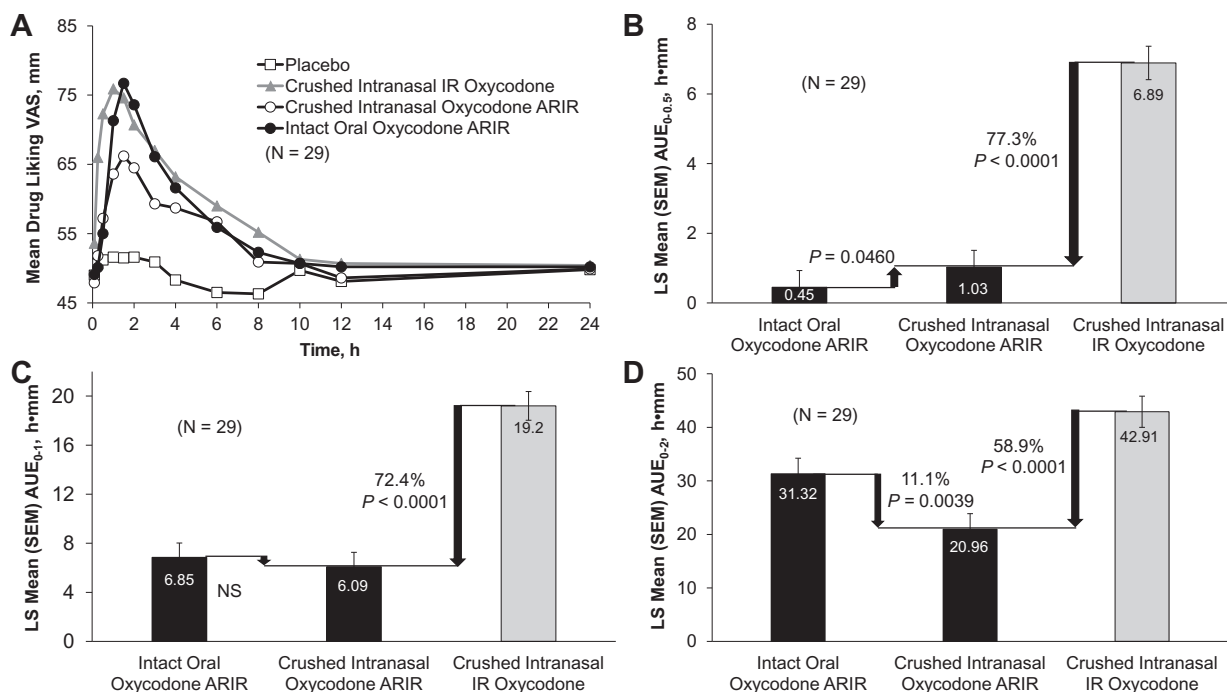 A
Mean Drug Liking VAS, mm
85
75
65
55
45
Placebo
Crushed Intranasal IR Oxycodone
Crushed Intranasal Oxycodone ARIR
Intact Oral Oxycodone ARIR
(N = 29)
0 2 4 6 8 10 12 14 16 18 20 22 24
Time, h
B
LS Mean (SEM) AUE0-0.5, h•mm
8
6
4
2
0
(N = 29)
77.3%
P < 0.0001
P = 0.0460
0.45
1.03
6.89
Intact Oral
Oxycodone ARIR
Crushed Intranasal
Oxycodone ARIR
Crushed Intranasal
IR Oxycodone
C
LS Mean (SEM) AUE0-1, h•mm
20
16
12
8
4
0
(N = 29)
72.4%
P < 0.0001
NS
6.85
6.09
19.2
Intact Oral
Oxycodone ARIR
Crushed Intranasal
Oxycodone ARIR
Crushed Intranasal
IR Oxycodone
D
LS Mean (SEM) AUE0-2, h•mm
50
40
30
20
10
0
(N = 29)
58.9%
P < 0.0001
11.1%
P = 0.0039
31.32
20.96
42.91
Intact Oral
Oxycodone ARIR
Crushed Intranasal
Oxycodone ARIR
Crushed Intranasal
IR Oxycodone